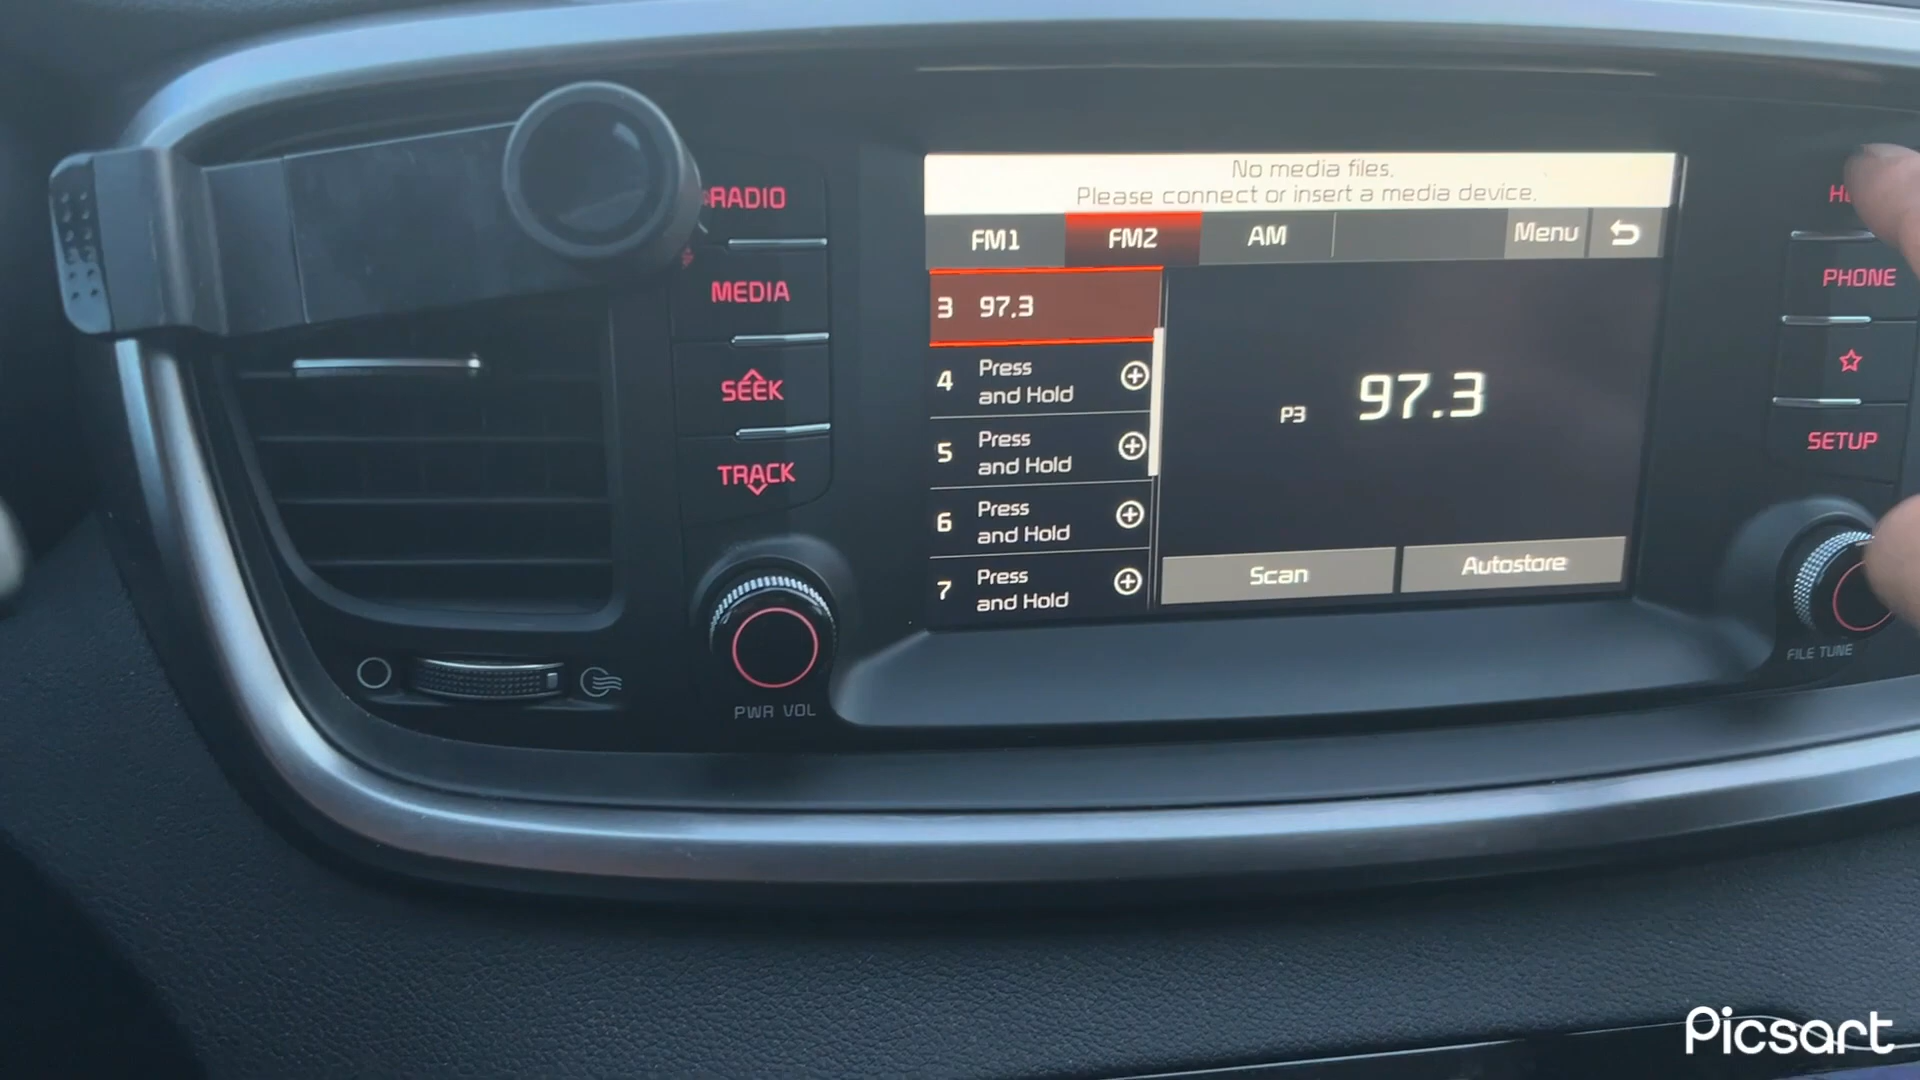 RADIO
MEDIA
SEEK
TRACK
PWR VOL
No media files.
Please connect or insert a media device.
FM1 FM2 AM Menu
3 97.3
4 Press and Hold
5 Press and Hold
6 Press and Hold
7 Press and Hold
P3 97.3
Scan Autostore
PHONE
SETUP
FILE TUNE
Picsart